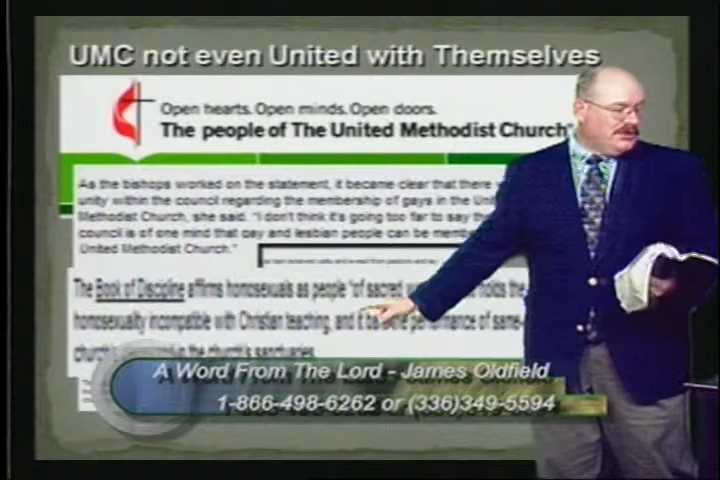 UMC not even United with Themselves
Open hearts. Open minds. Open doors.
The people of The United Methodist Church
As the bishops worked on the statement, it became clear that there
unity within the council regarding the membership of gays in the
Methodist Church, she said. "I don't think it's going too far to say
council is of one mind that gay and lesbian people can be
United Methodist Church."
The Book of Discipline affirms homosexuals as people "of sacred holds the
homosexuality incompatible with Christian teaching, and it performance of same-
church's sanctuaries.
A Word From The Lord - James Oldfield
1-866-498-6262 or (336)349-5594